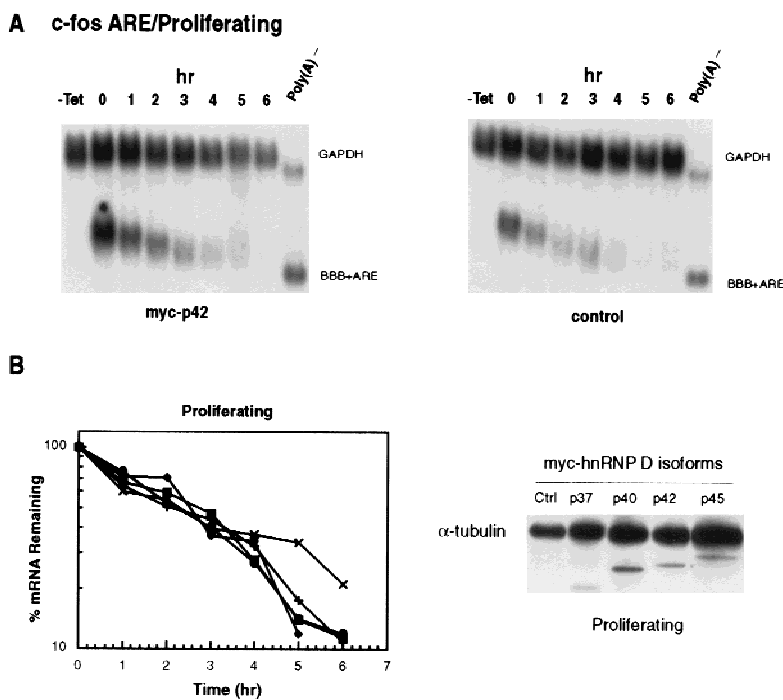 A c-fos ARE/Proliferating
hr
-Tet 0 1 2 3 4 5 6 Poly(A) -
GAPDH
BBB+ARE
myc-p42
hr
-Tet 0 1 2 3 4 5 6 Poly(A) -
GAPDH
BBB+ARE
control
B
Proliferating
% mRNA Remaining
100
10
0 1 2 3 4 5 6 7
Time (hr)
myc-hnRNP D isoforms
Ctrl p37 p40 p42 p45
α-tubulin
Proliferating